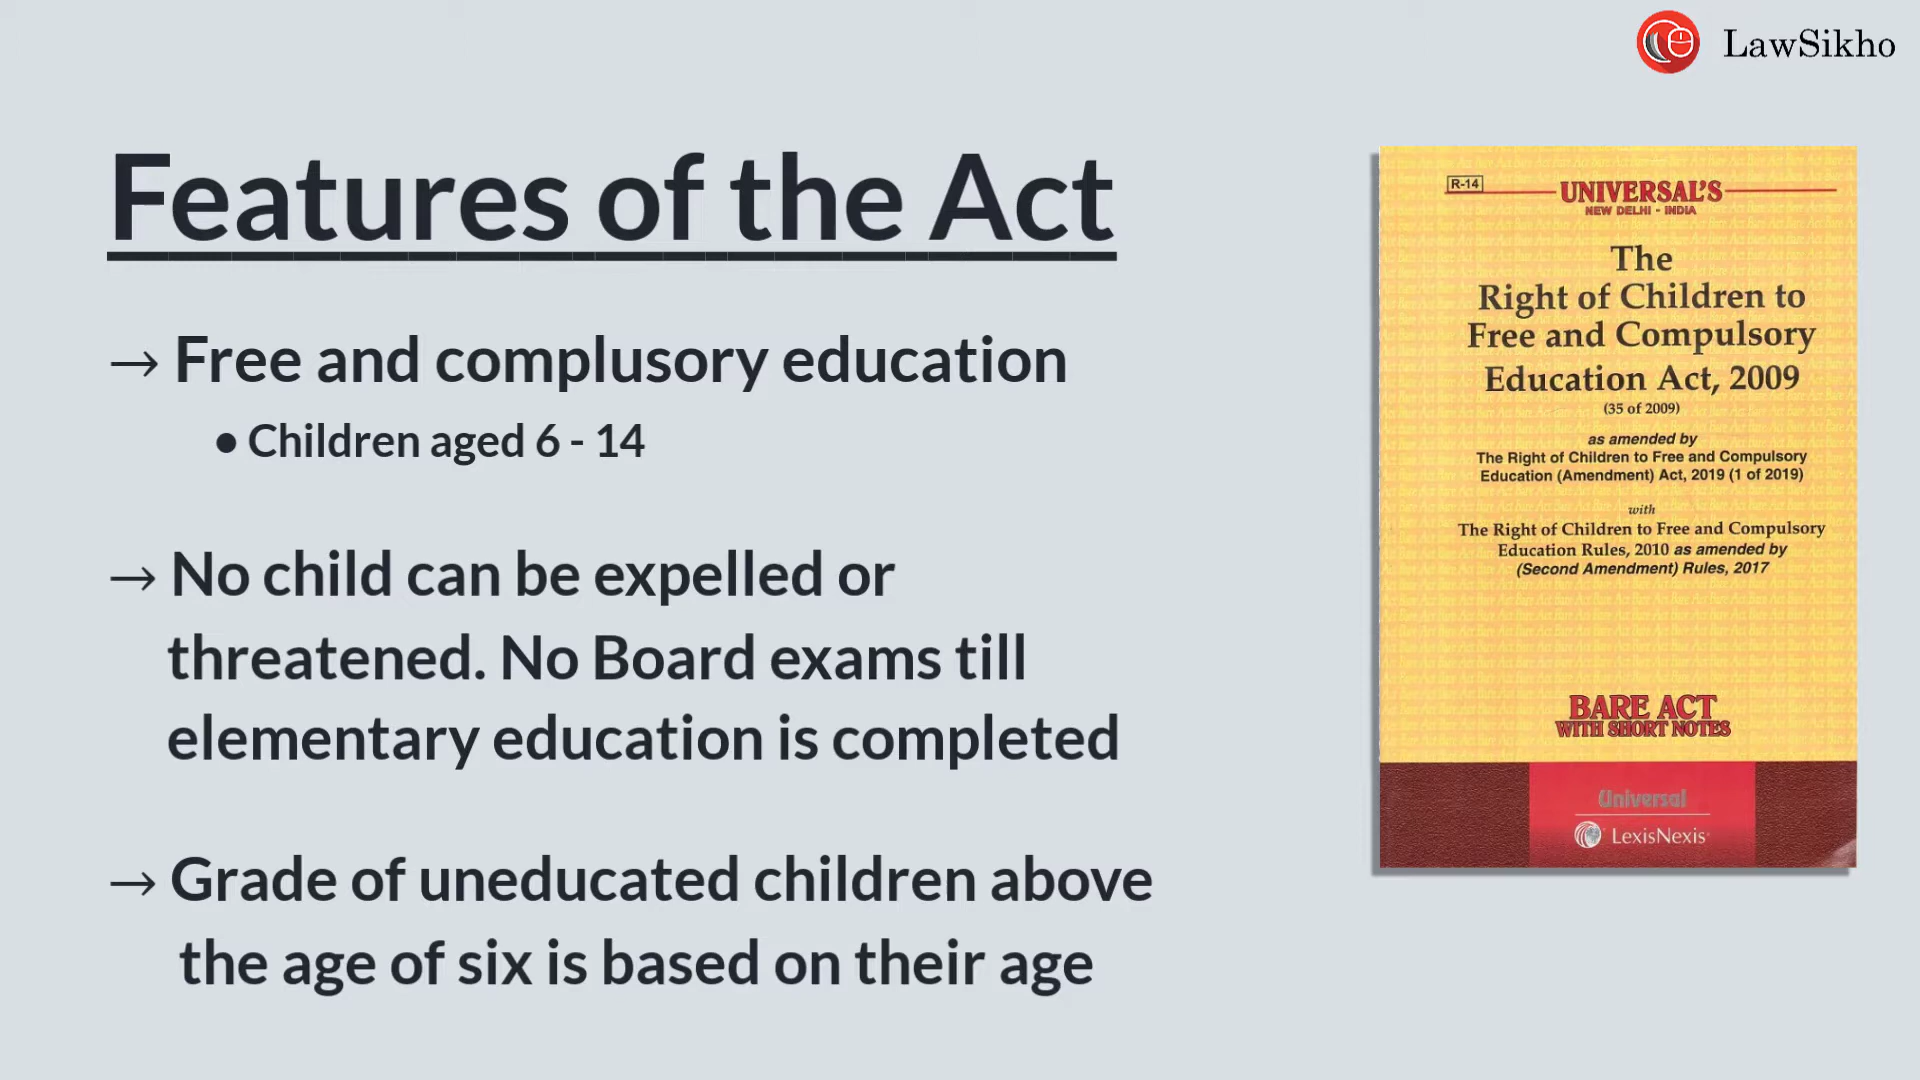 LawSikho
Features of the Act
→ Free and complusory education
• Children aged 6 - 14
→ No child can be expelled or
threatened. No Board exams till
elementary education is completed
→ Grade of uneducated children above
the age of six is based on their age
R-14
UNIVERSAL'S
NEW DELHI - INDIA
The
Right of Children to
Free and Compulsory
Education Act, 2009
(35 of 2009)
as amended by
The Right of Children to Free and Compulsory
Education (Amendment) Act, 2019 (1 of 2019)
with
The Right of Children to Free and Compulsory
Education Rules, 2010 as amended by
(Second Amendment) Rules, 2017
BARE ACT
WITH SHORT NOTES
Universal
LexisNexis